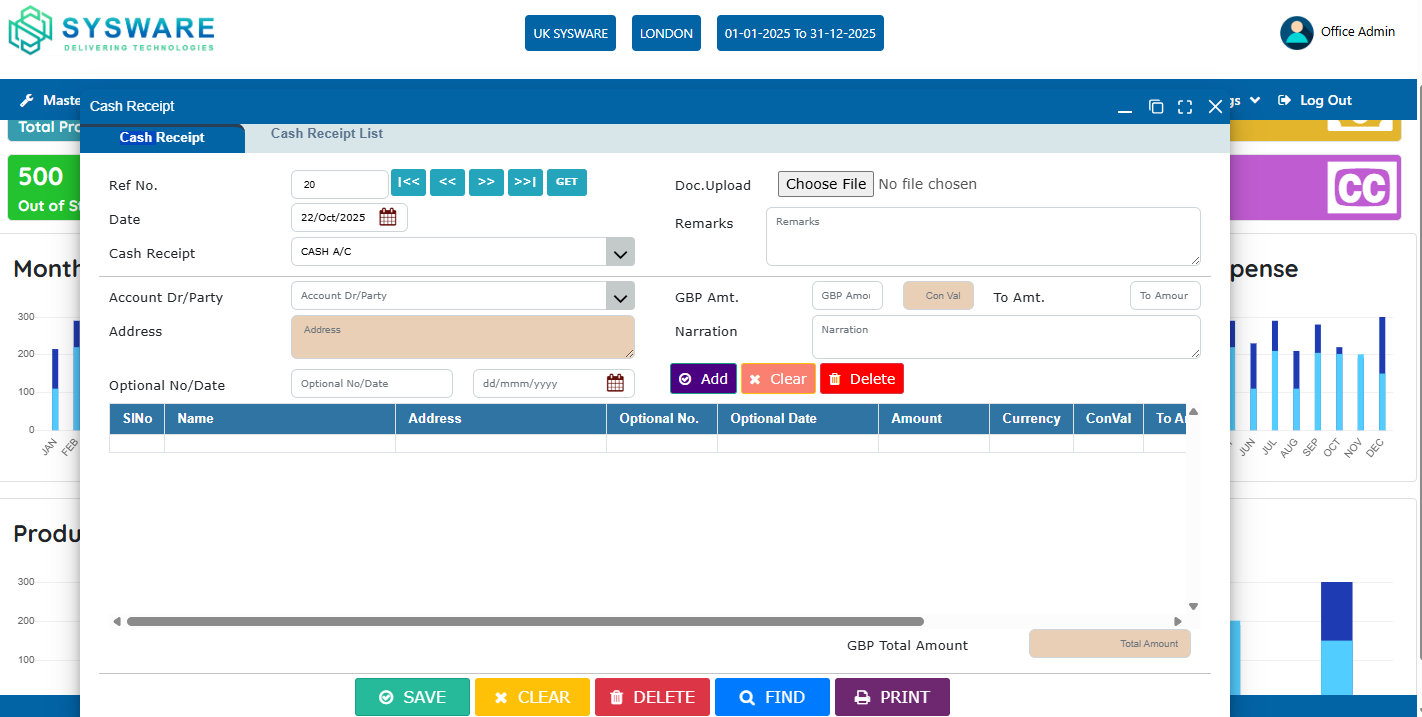 SYSWARE
DELIVERING TECHNOLOGIES
UK SYSWARE
LONDON
01-01-2025 To 31-12-2025
Office Admin
Maste
gs
Log Out
Cash Receipt
Cash Receipt
Cash Receipt List
Total Pro
500
Out of St
CC
Ref No.
20
|<<
<<
>>
>>|
GET
Doc.Upload
Choose File No file chosen
Date
22/Oct/2025
Remarks
Remarks
Cash Receipt
CASH A/C
Account Dr/Party
Account Dr/Party
GBP Amt.
GBP Amou
Con Val
To Amt.
To Amour
Address
Address
Narration
Narration
Optional No/Date
Optional No/Date
dd/mmm/yyyy
Add
Clear
Delete
SlNo Name Address Optional No. Optional Date Amount Currency ConVal To A
GBP Total Amount
Total Amount
SAVE
CLEAR
DELETE
FIND
PRINT
Month
300
200
100
0
JAN
FEB
pense
JUN
JUL
AUG
SEP
OCT
NOV
DEC
Produ
300
200
100